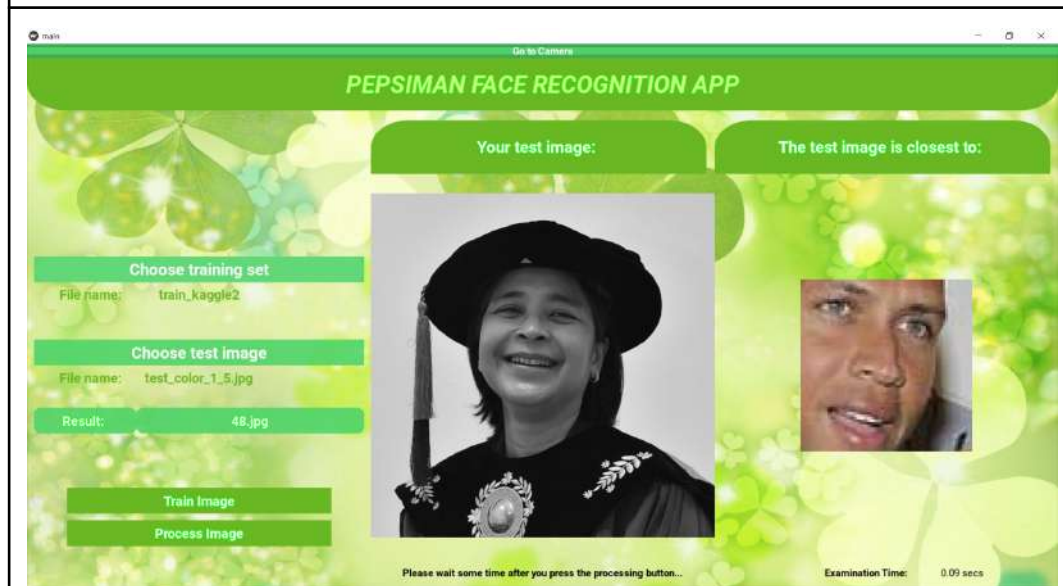 main
Go to Camera
PEPSIMAN FACE RECOGNITION APP
Your test image:
The test image is closest to:
Choose training set
File name: train_kaggle2
Choose test image
File name: test_color_1_5.jpg
Result: 48.jpg
Train Image
Process Image
Please wait some time after you press the processing button...
Examination Time: 0.09 secs